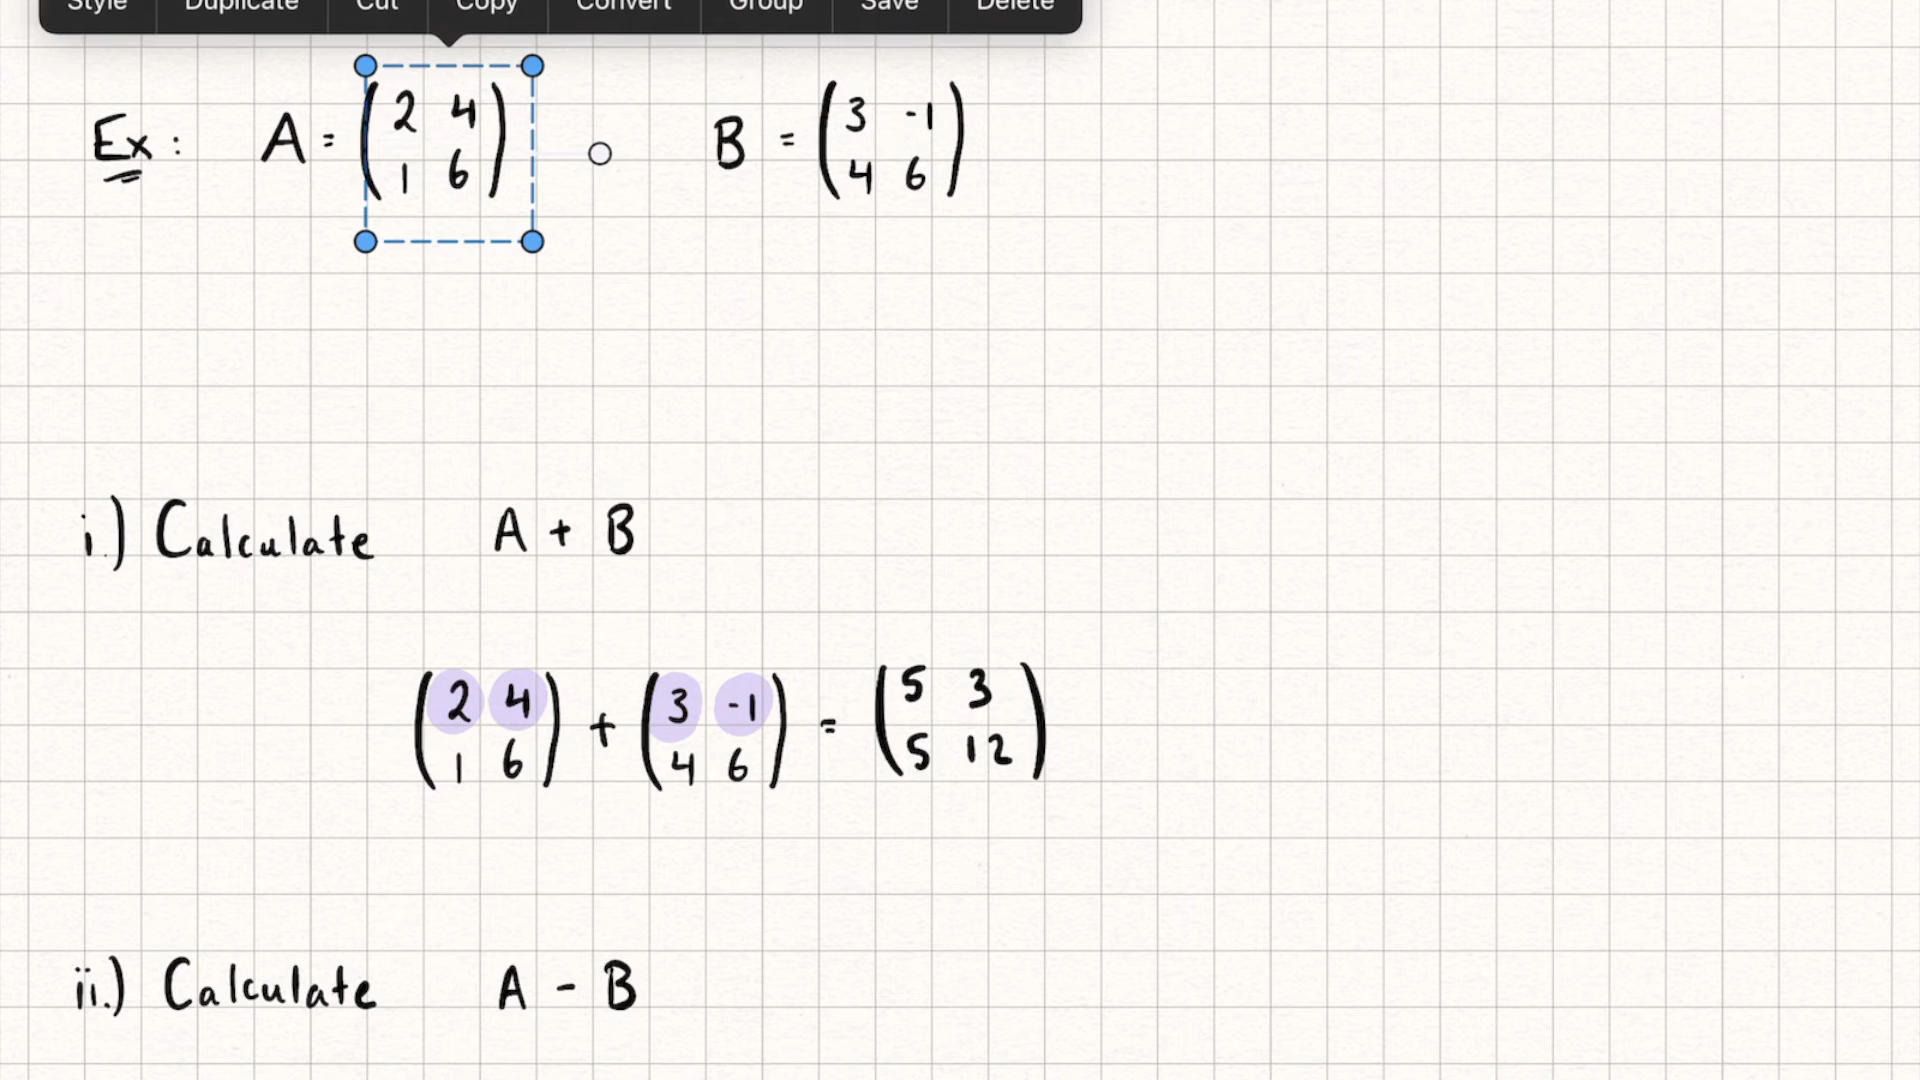 Style Duplicate Cut Copy Convert Group Save Delete
Ex: A = (2 4 B = (3 -1
1 6) 4 6)
i.) Calculate A + B
(2 4 + (3 -1 = (5 3
1 6) 4 6) 5 12)
ii.) Calculate A - B